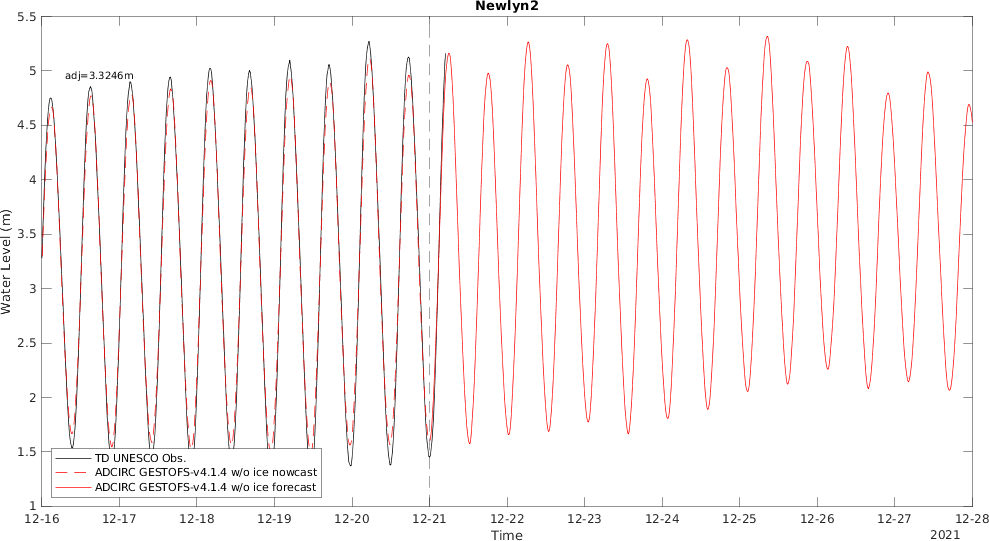 Newlyn2
5.5
5
4.5
4
3.5
3
2.5
2
1.5
1
Water Level (m)
adj=3.3246m
TD UNESCO Obs.
ADCIRC GESTOFS-v4.1.4 w/o ice nowcast
ADCIRC GESTOFS-v4.1.4 w/o ice forecast
12-16 12-17 12-18 12-19 12-20 12-21 12-22 12-23 12-24 12-25 12-26 12-27 12-28
Time
2021